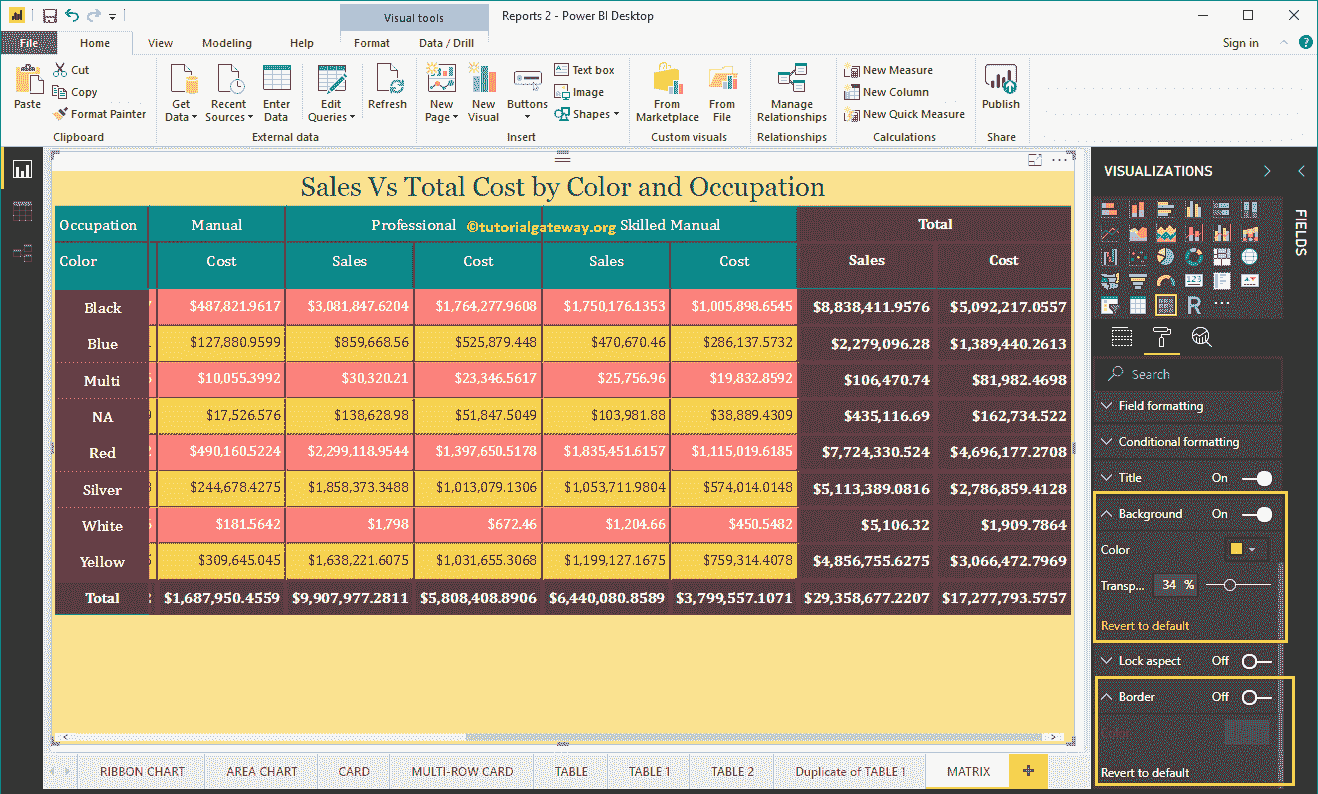 Visual tools
Reports 2 - Power BI Desktop
File Home View Modeling Help Format Data / Drill Sign in ?
Paste
Cut
Copy
Format Painter
Get Data
Recent Sources
Enter Data
Edit Queries
Refresh
New Page
New Visual
Buttons
Text box
Image
Shapes
From Marketplace
From File
Manage Relationships
New Measure
New Column
New Quick Measure
Publish
Clipboard External data Insert Custom visuals Relationships Calculations Share
Sales Vs Total Cost by Color and Occupation
Occupation Manual Professional ©tutorialgateway.org Skilled Manual Total
Color Cost Sales Cost Sales Cost Sales Cost
Black $487,821.9617 $3,081,847.6204 $1,764,277.9608 $1,750,176.1353 $1,005,898.6545 $8,838,411.9576 $5,092,217.0557
Blue $127,880.9599 $859,668.56 $525,879.448 $470,670.46 $286,137.5732 $2,279,096.28 $1,389,440.2613
Multi $10,055.3992 $30,320.21 $23,346.5617 $25,756.96 $19,832.8592 $106,470.74 $81,982.4698
NA $17,526.576 $138,628.98 $51,847.5049 $103,981.88 $38,889.4309 $435,116.69 $162,734.522
Red $490,160.5224 $2,299,118.9544 $1,397,650.5178 $1,835,451.6157 $1,115,019.6185 $7,724,330.524 $4,696,177.2708
Silver $244,678.4275 $1,858,373.3488 $1,013,079.1306 $1,053,711.9804 $574,014.0148 $5,113,389.0816 $2,786,859.4128
White $181.5642 $1,798 $672.46 $1,204.66 $450.5482 $5,106.32 $1,909.7864
Yellow $309,645.045 $1,638,221.6075 $1,031,655.3068 $1,199,127.1675 $759,314.4078 $4,856,755.6275 $3,066,472.7969
Total $1,687,950.4559 $9,907,977.2811 $5,808,408.8906 $6,440,080.8589 $3,799,557.1071 $29,358,677.2207 $17,277,793.5757
VISUALIZATIONS
FIELDS
Search
Field formatting
Conditional formatting
Title On
Background On
Color
Transp... 34 %
Revert to default
Lock aspect Off
Border Off
Color
Revert to default
RIBBON CHART AREA CHART CARD MULTI-ROW CARD TABLE TABLE 1 TABLE 2 Duplicate of TABLE 1 MATRIX +